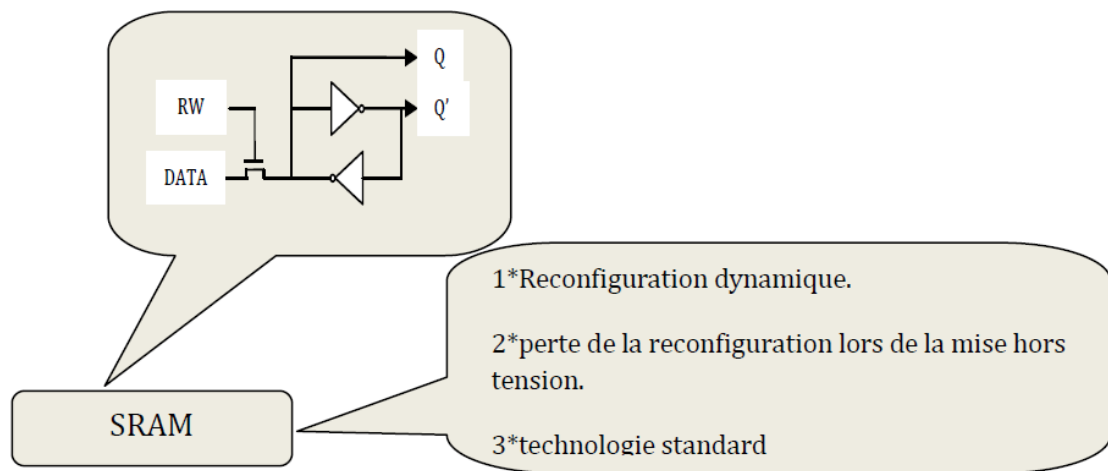 Q
RW
Q'
DATA
1*Reconfiguration dynamique.
2*perte de la reconfiguration lors de la mise hors
tension.
SRAM
3*technologie standard